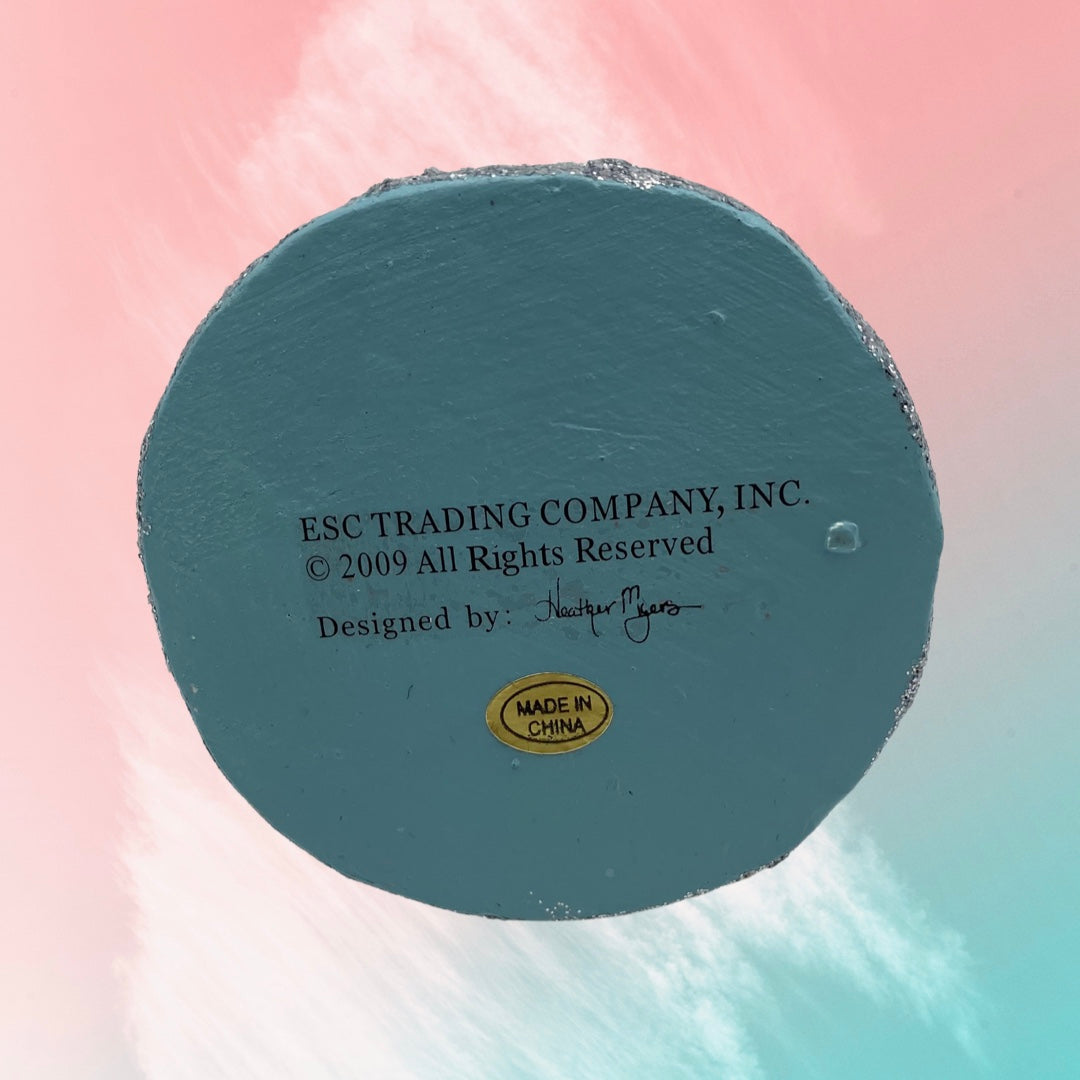 ESC TRADING COMPANY, INC.
© 2009 All Rights Reserved
Designed by: Heather Myers
MADE IN
CHINA